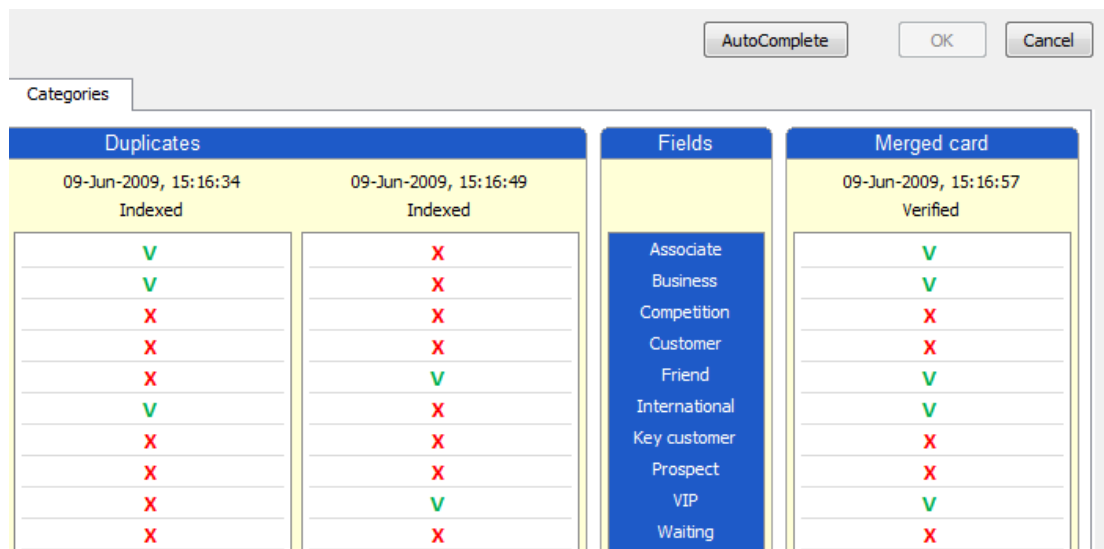 AutoComplete OK Cancel
Categories
Duplicates Fields Merged card
09-Jun-2009, 15:16:34 09-Jun-2009, 15:16:49 09-Jun-2009, 15:16:57
Indexed Indexed Verified
V X Associate V
V X Business V
X X Competition X
X X Customer X
X V Friend V
V X International V
X X Key customer X
X X Prospect X
X V VIP V
X X Waiting X